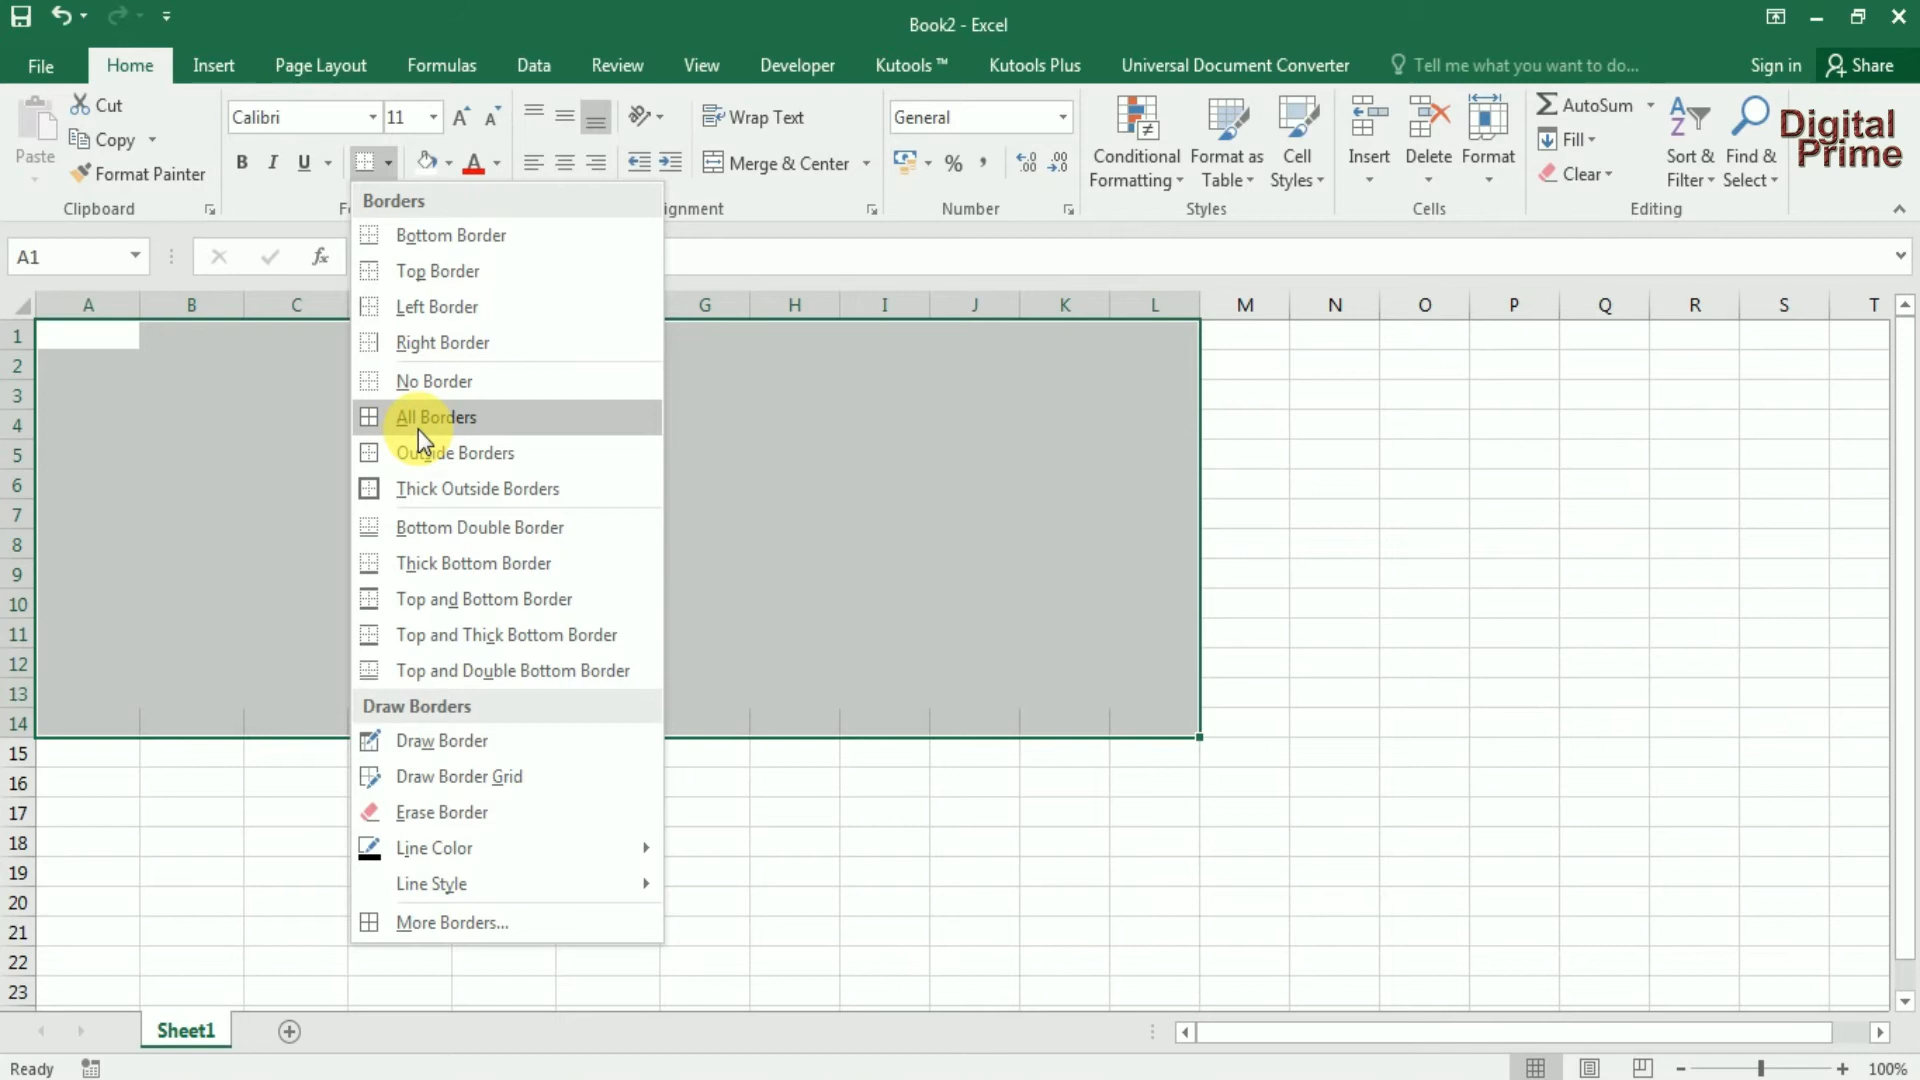 Book2 - Excel
File Home Insert Page Layout Formulas Data Review View Developer Kutools ™ Kutools Plus Universal Document Converter Tell me what you want to do... Sign in Share
Paste
Cut
Copy
Format Painter
Clipboard
Calibri 11
B I U A
Wrap Text
Merge & Center
General
% ,
Number
Conditional Formatting
Format as Table
Cell Styles
Styles
Insert Delete Format
Cells
AutoSum
Fill
Clear
Sort & Filter
Find & Select
Editing
Digital
Prime
A1 fx
Borders
Bottom Border
Top Border
Left Border
Right Border
No Border
All Borders
Outside Borders
Thick Outside Borders
Bottom Double Border
Thick Bottom Border
Top and Bottom Border
Top and Thick Bottom Border
Top and Double Bottom Border
Draw Borders
Draw Border
Draw Border Grid
Erase Border
Line Color
Line Style
More Borders...
A B C G H I J K L M N O P Q R S T
1
2
3
4
5
6
7
8
9
10
11
12
13
14
15
16
17
18
19
20
21
22
23
Sheet1
Ready 100%